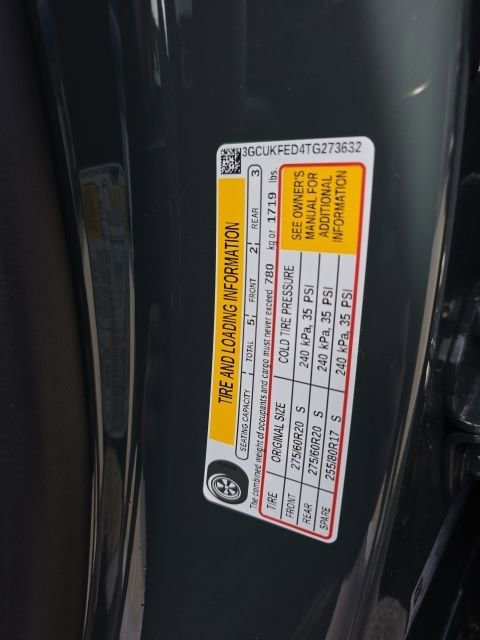 3GCUKFED4TG273632
TIRE AND LOADING INFORMATION
SEATING CAPACITY TOTAL 5 FRONT 2 REAR 3
The combined weight of occupants and cargo must never exceed 780 kg or 1719 lbs.
TIRE ORIGINAL SIZE COLD TIRE PRESSURE
FRONT 275/60R20 S 240 kPa, 35 PSI
REAR 275/60R20 S 240 kPa, 35 PSI
SPARE 255/80R17 S 240 kPa, 35 PSI
SEE OWNER'S
MANUAL FOR
ADDITIONAL
INFORMATION